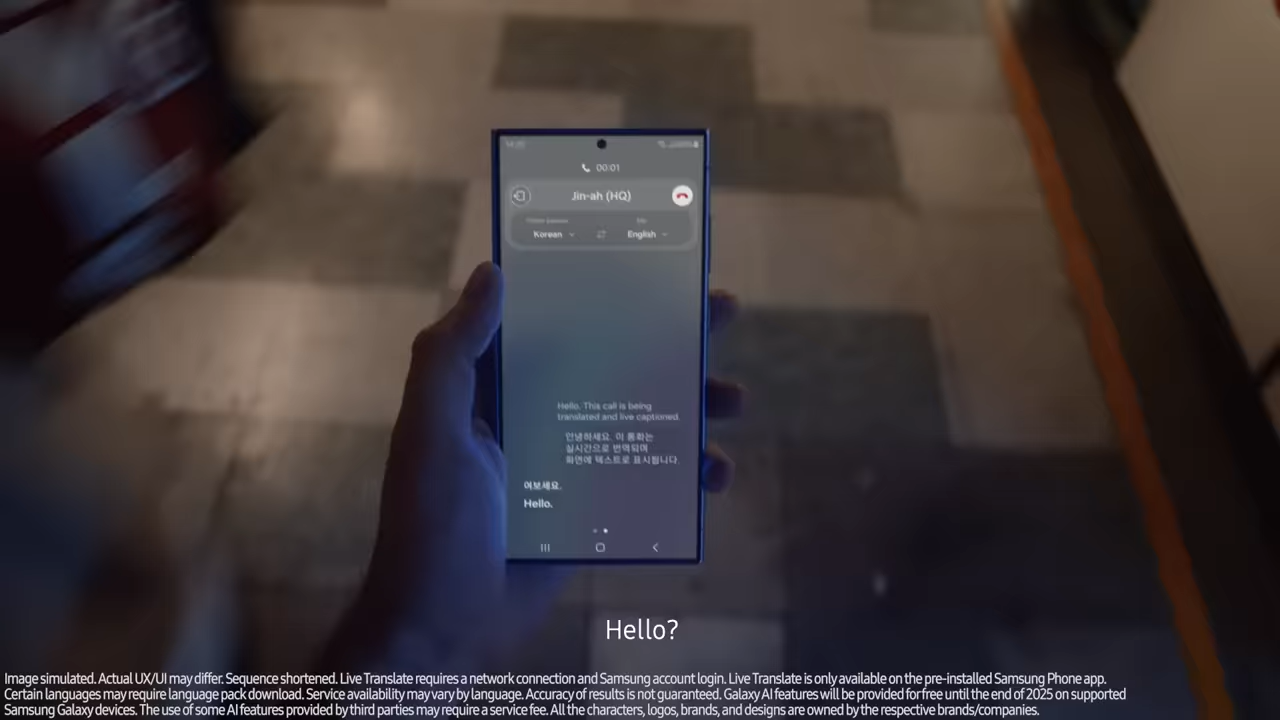 00:01
Jin-ah (HQ)
Korean
English
Hello. This call is being
translated and live captioned.
안녕하세요. 이 통화는
실시간으로 번역되며
화면에 텍스트로 표시됩니다.
여보세요.
Hello.
Hello?
Image simulated. Actual UX/UI may differ. Sequence shortened. Live Translate requires a network connection and Samsung account login. Live Translate is only available on the pre-installed Samsung Phone app.
Certain languages may require language pack download. Service availability may vary by language. Accuracy of results is not guaranteed. Galaxy AI features will be provided for free until the end of 2025 on supported
Samsung Galaxy devices. The use of some AI features provided by third parties may require a service fee. All the characters, logos, brands, and designs are owned by the respective brands/companies.